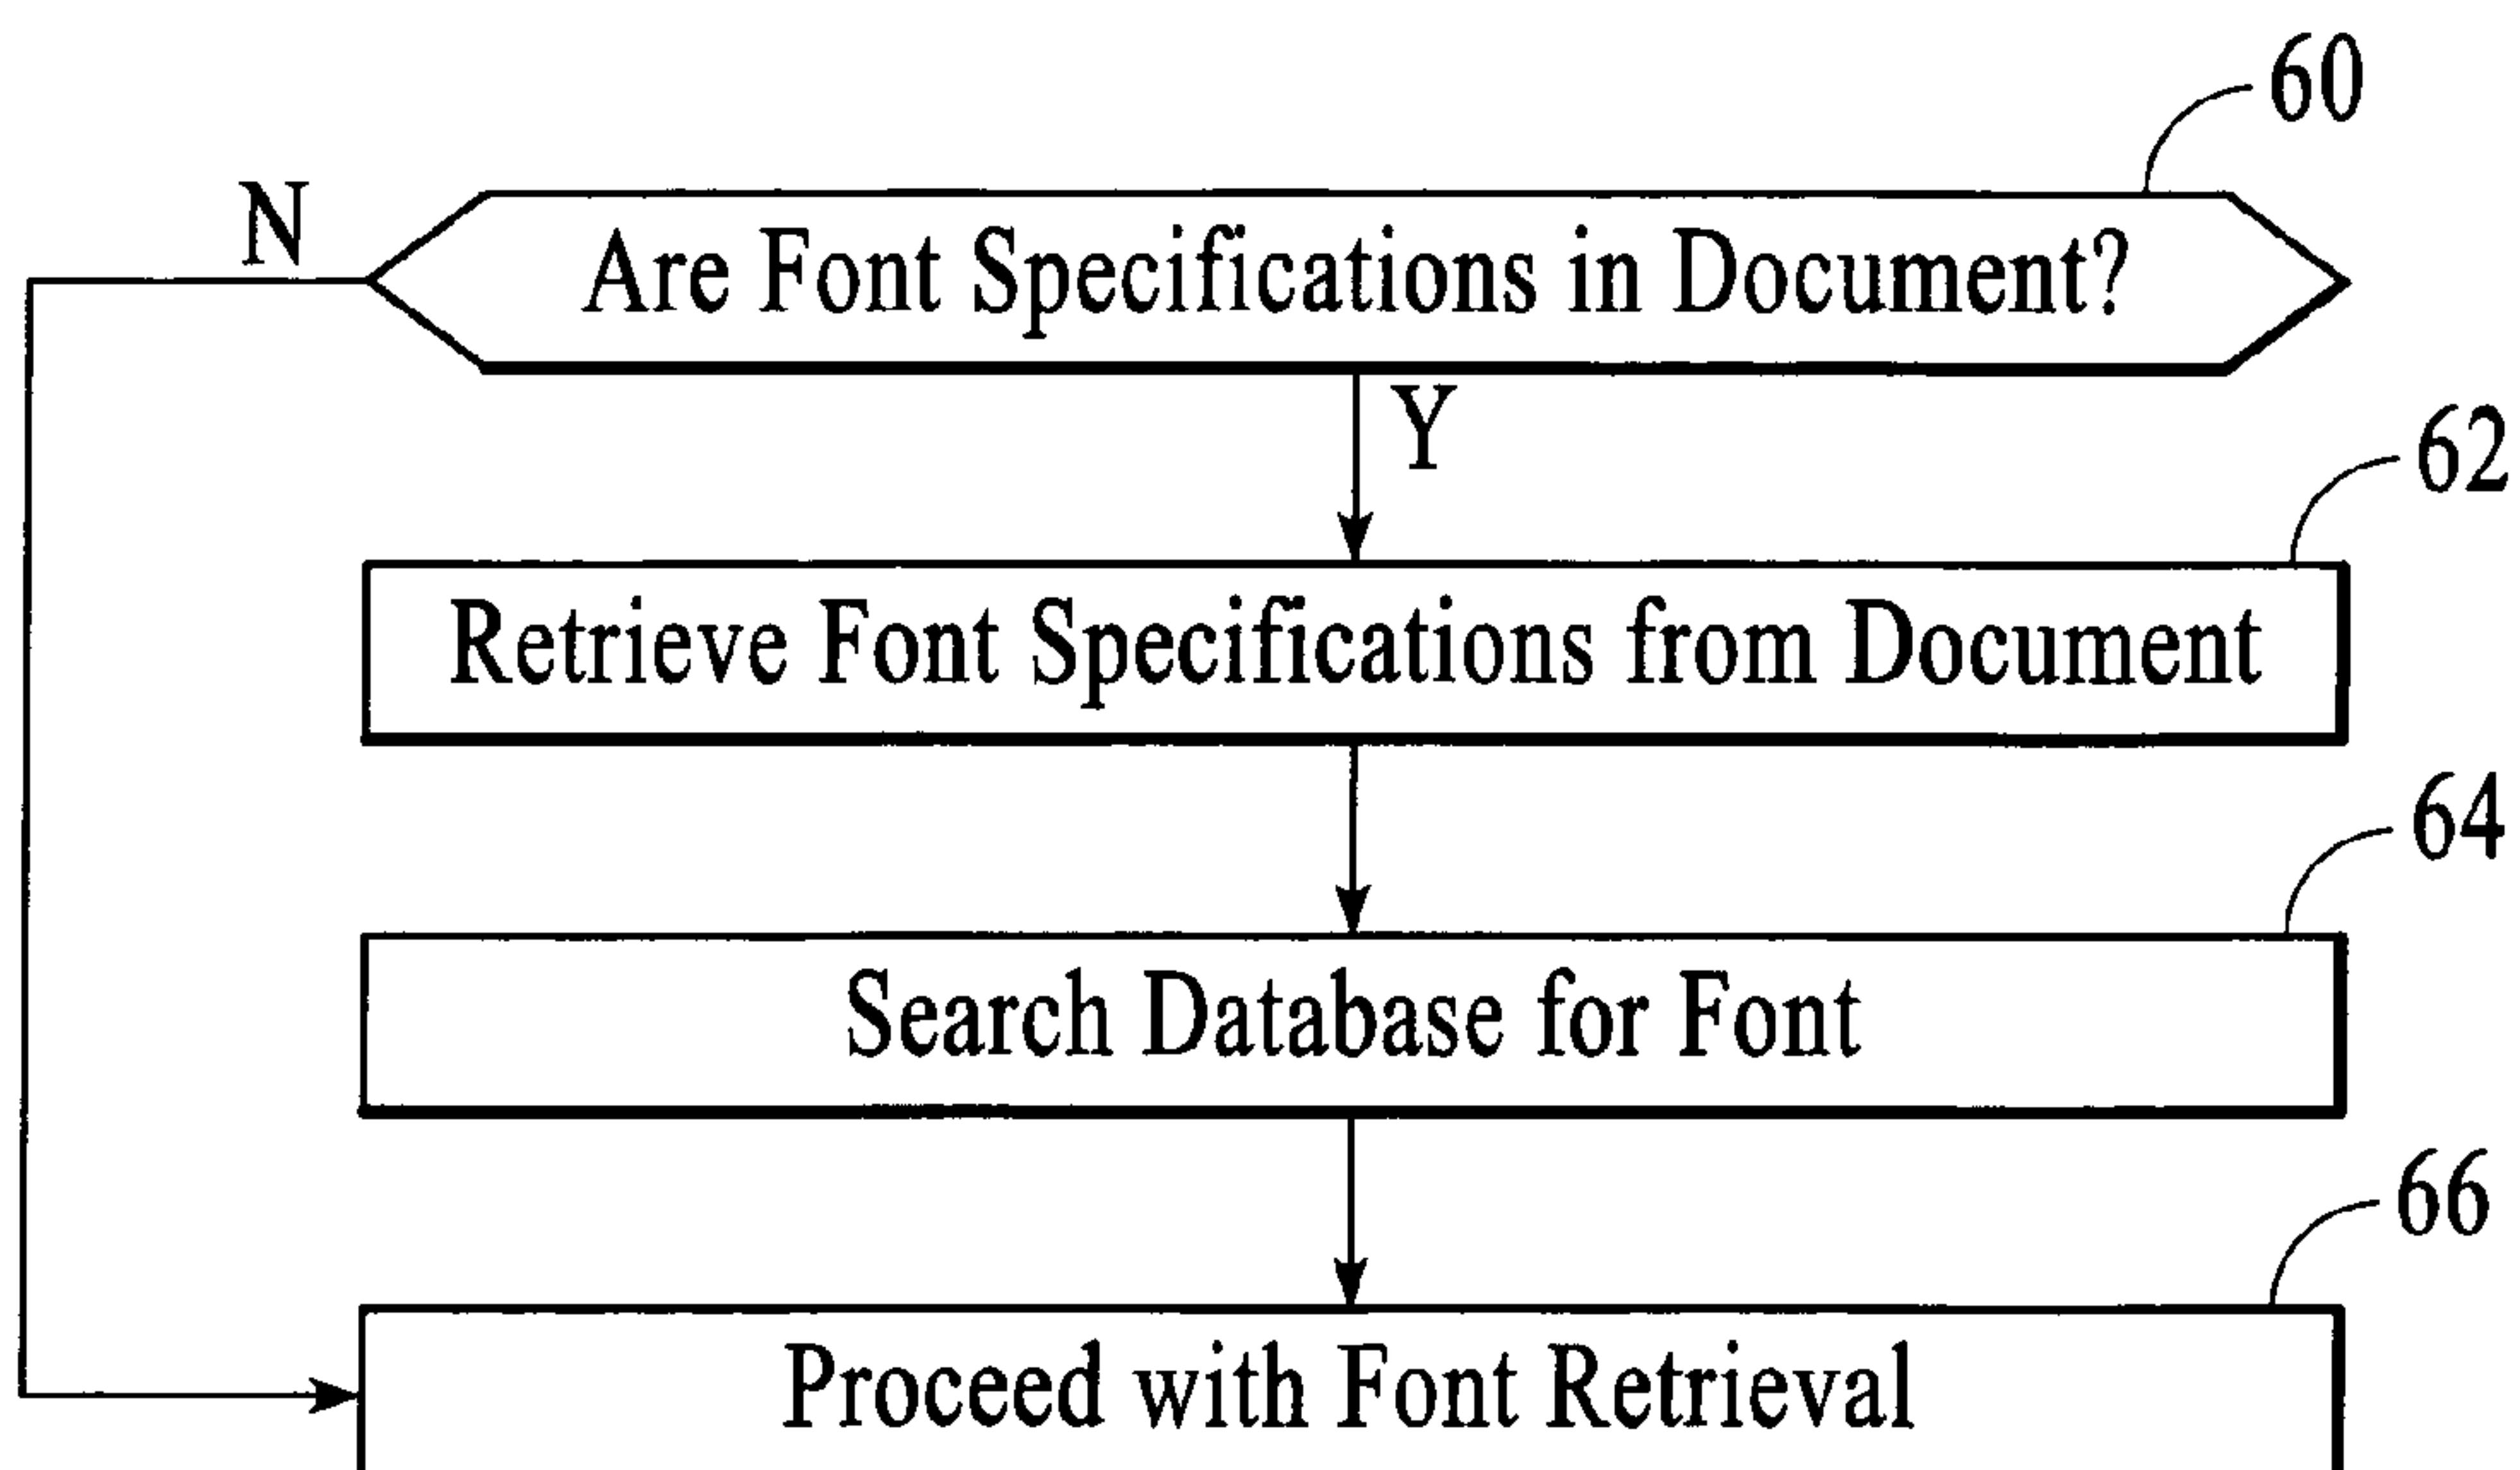 60
N
Are Font Specifications in Document?
Y
62
Retrieve Font Specifications from Document
64
Search Database for Font
66
Proceed with Font Retrieval